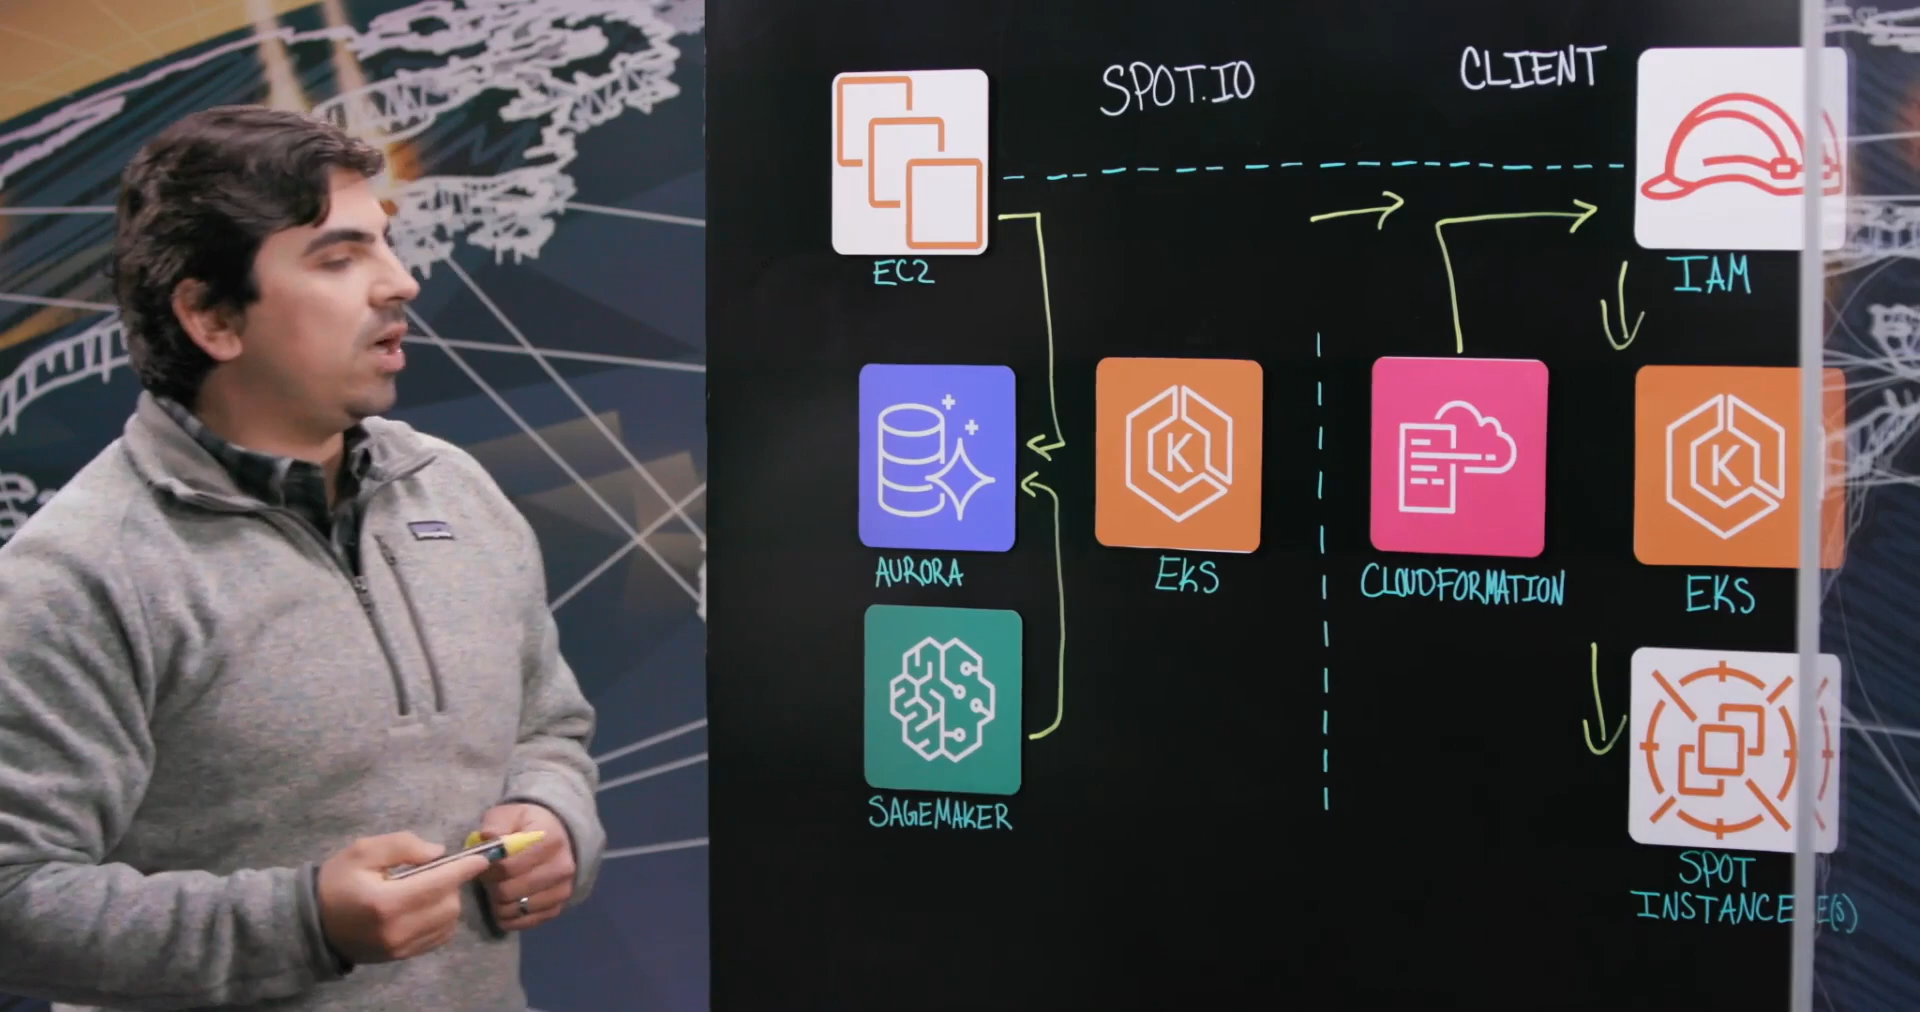 SPOT.IO
CLIENT
EC2
IAM
K
K
AURORA
EKS
CLOUDFORMATION
EKS
SAGEMAKER
SPOT
INSTANCE(S)